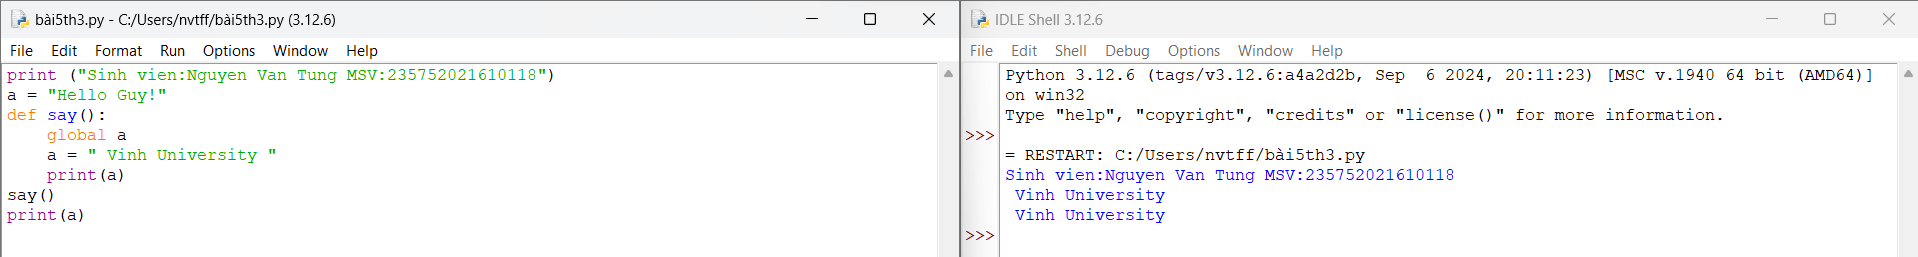 bài5th3.py - C:/Users/nvtff/bài5th3.py (3.12.6)
File Edit Format Run Options Window Help
print ("Sinh vien:Nguyen Van Tung MSV:235752021610118")
a = "Hello Guy!"
def say():
    global a
    a = " Vinh University "
    print(a)
say()
print(a)
IDLE Shell 3.12.6
File Edit Shell Debug Options Window Help
Python 3.12.6 (tags/v3.12.6:a4a2d2b, Sep  6 2024, 20:11:23) [MSC v.1940 64 bit (AMD64)]
on win32
Type "help", "copyright", "credits" or "license()" for more information.
>>>
= RESTART: C:/Users/nvtff/bài5th3.py
Sinh vien:Nguyen Van Tung MSV:235752021610118
 Vinh University
 Vinh University
>>>